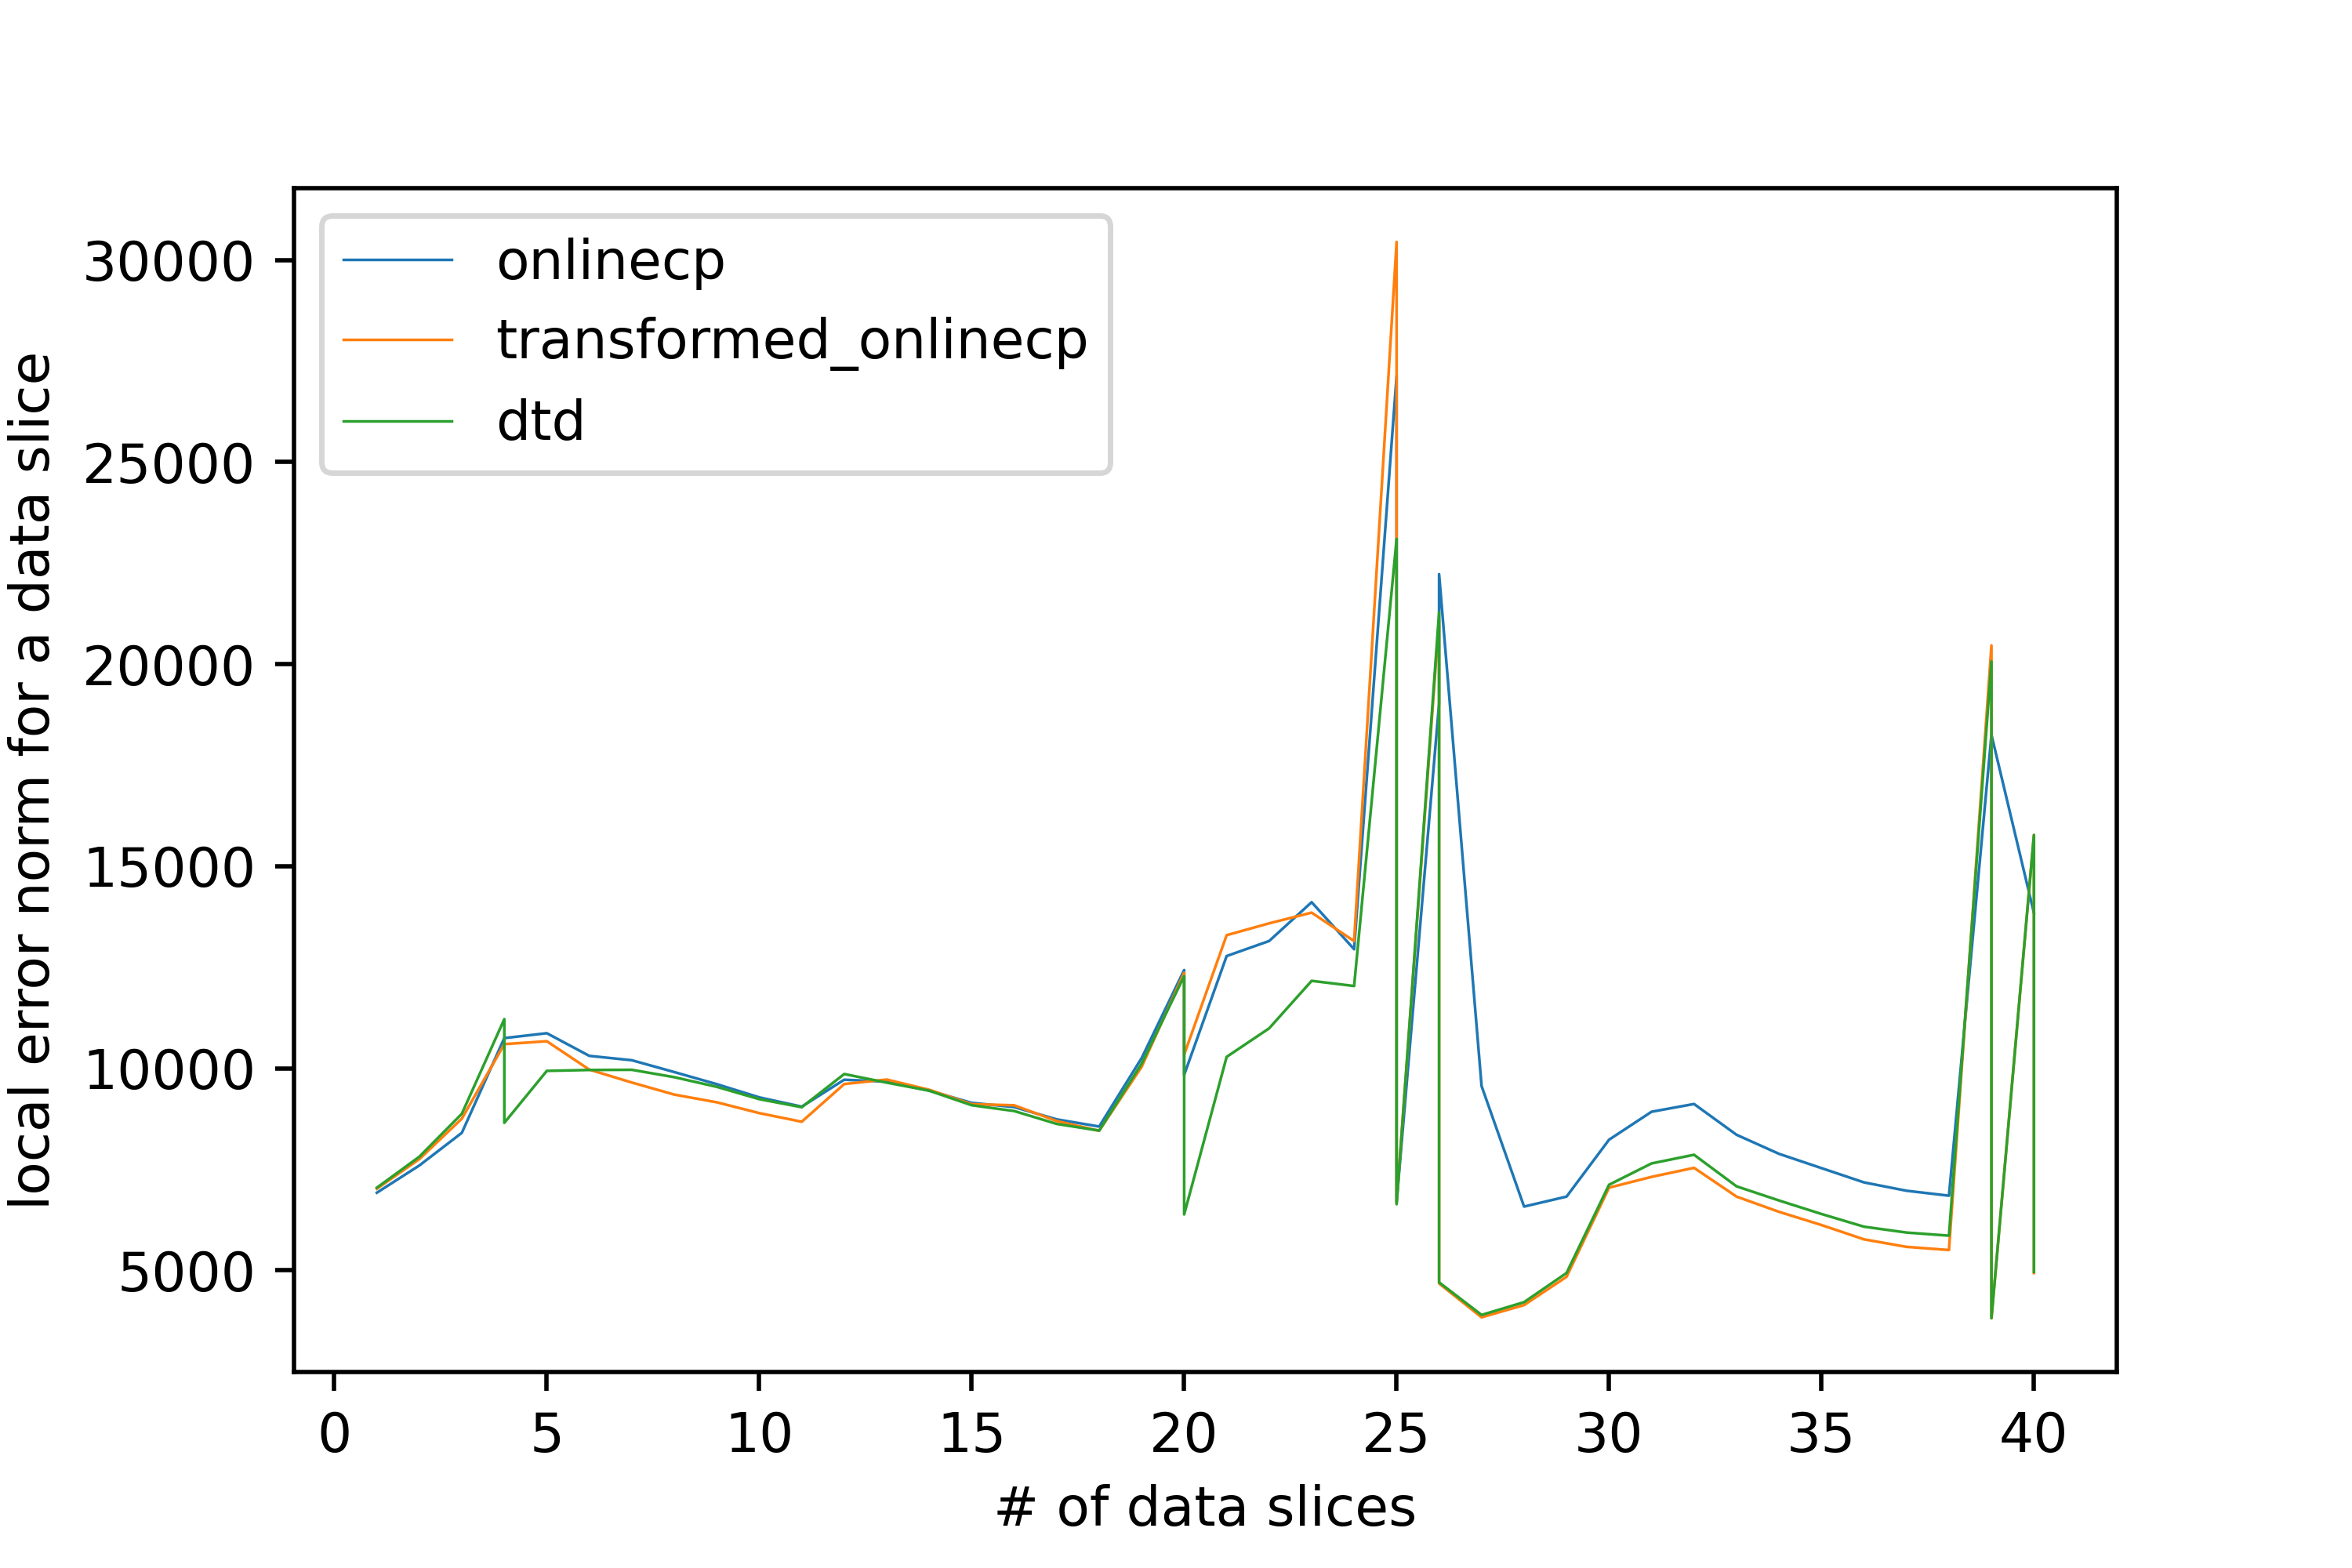 onlinecp
transformed_onlinecp
dtd
local error norm for a data slice
30000
25000
20000
15000
10000
5000
0 5 10 15 20 25 30 35 40
# of data slices